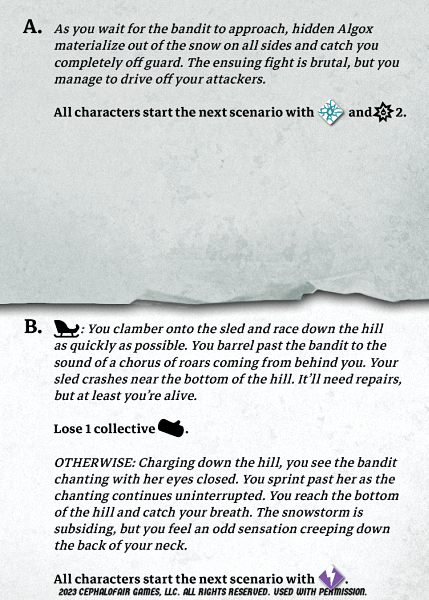 A. As you wait for the bandit to approach, hidden Algox
materialize out of the snow on all sides and catch you
completely off guard. The ensuing fight is brutal, but you
manage to drive off your attackers.
All characters start the next scenario with and 2.
B. : You clamber onto the sled and race down the hill
as quickly as possible. You barrel past the bandit to the
sound of a chorus of roars coming from behind you. Your
sled crashes near the bottom of the hill. It’ll need repairs,
but at least you’re alive.
Lose 1 collective .
OTHERWISE: Charging down the hill, you see the bandit
chanting with her eyes closed. You sprint past her as the
chanting continues uninterrupted. You reach the bottom
of the hill and catch your breath. The snowstorm is
subsiding, but you feel an odd sensation creeping down
the back of your neck.
All characters start the next scenario with .
2023 CEPHALOFAIR GAMES, LLC. ALL RIGHTS RESERVED. USED WITH PERMISSION.